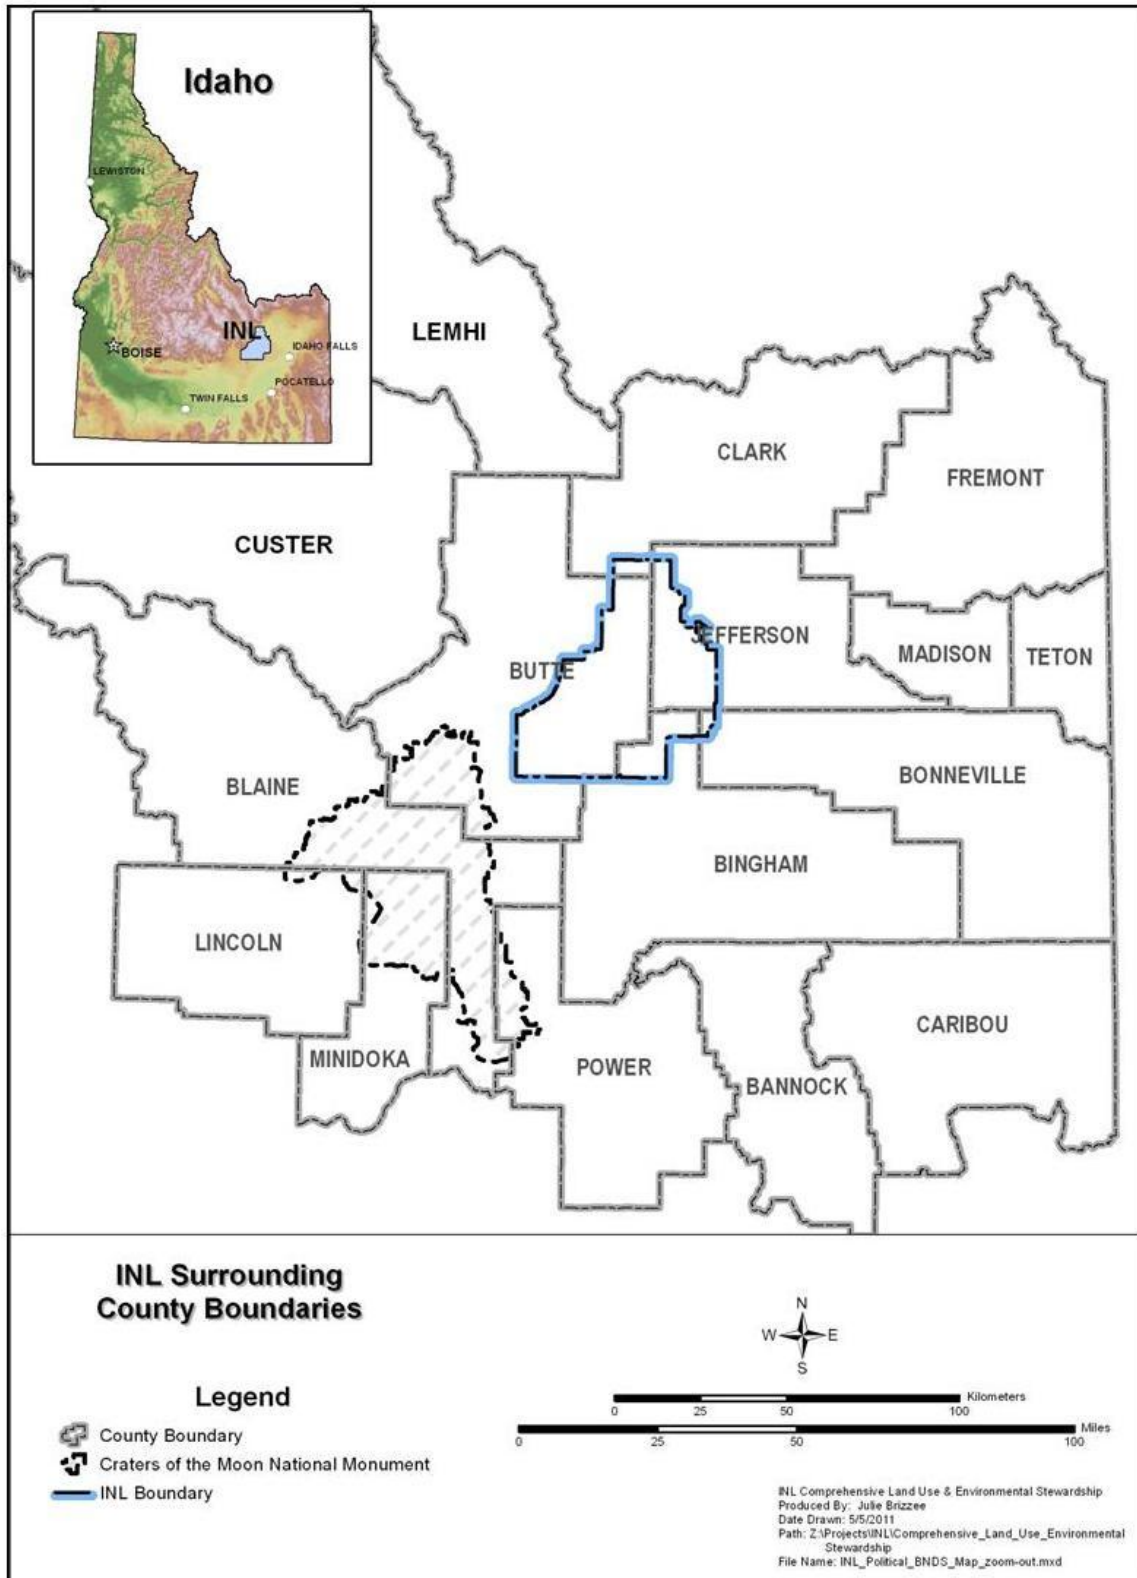 Idaho
LEWISTON
INL
BOISE
IDAHO FALLS
POCATELLO
TWIN FALLS
LEMHI
CLARK
FREMONT
CUSTER
JEFFERSON
MADISON
TETON
BUTTE
BLAINE
BONNEVILLE
BINGHAM
LINCOLN
CARIBOU
MINIDOKA
POWER
BANNOCK
INL Surrounding
County Boundaries
N
W E
S
Legend
County Boundary
Craters of the Moon National Monument
INL Boundary
Kilometers
0 25 50 100
Miles
0 25 50 100
INL Comprehensive Land Use & Environmental Stewardship
Produced By: Julie Brizzee
Date Drawn: 5/5/2011
Path: Z:\Projects\INL\Comprehensive_Land_Use_Environmental
Stewardship
File Name: INL_Political_BNDS_Map_zoom-out.mxd